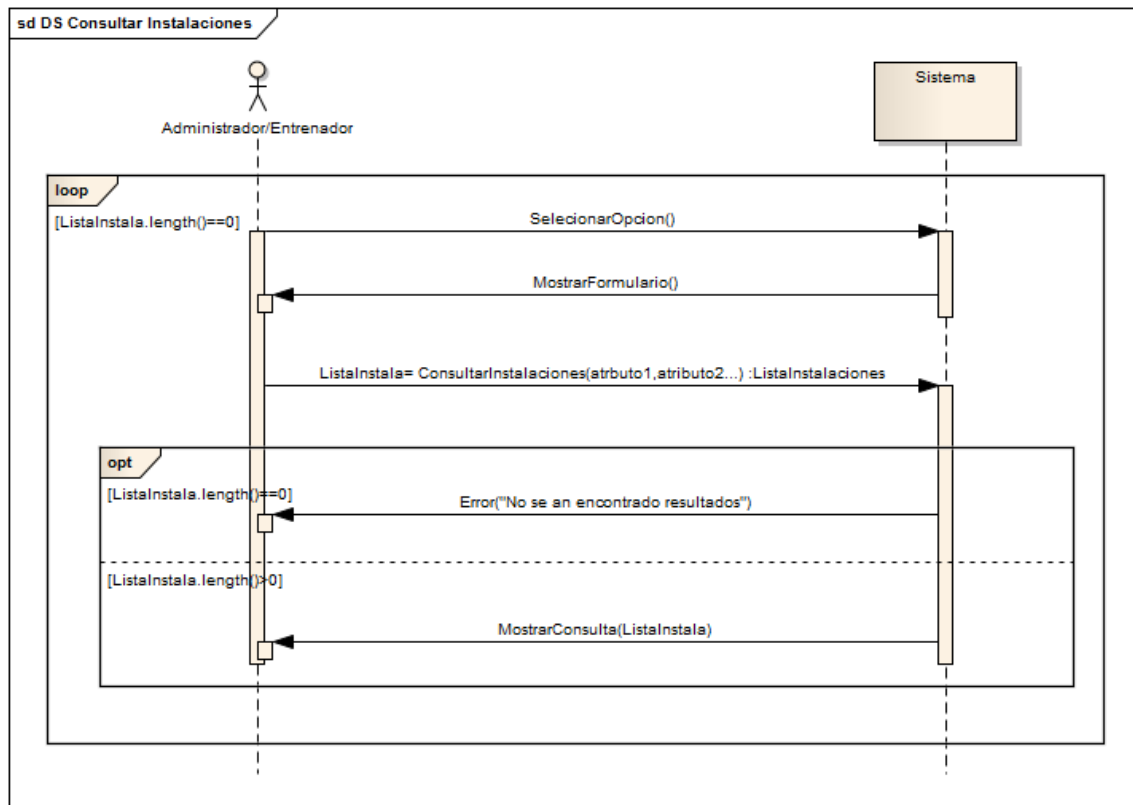 sd DS Consultar Instalaciones
Sistema
Administrador/Entrenador
loop
[ListaInstala.length()==0]
SelecionarOpcion()
MostrarFormulario()
ListaInstala= ConsultarInstalaciones(atrbuto1,atributo2...) :ListaInstalaciones
opt
[ListaInstala.length()==0]
Error("No se an encontrado resultados")
[ListaInstala.length()>0]
MostrarConsulta(ListaInstala)